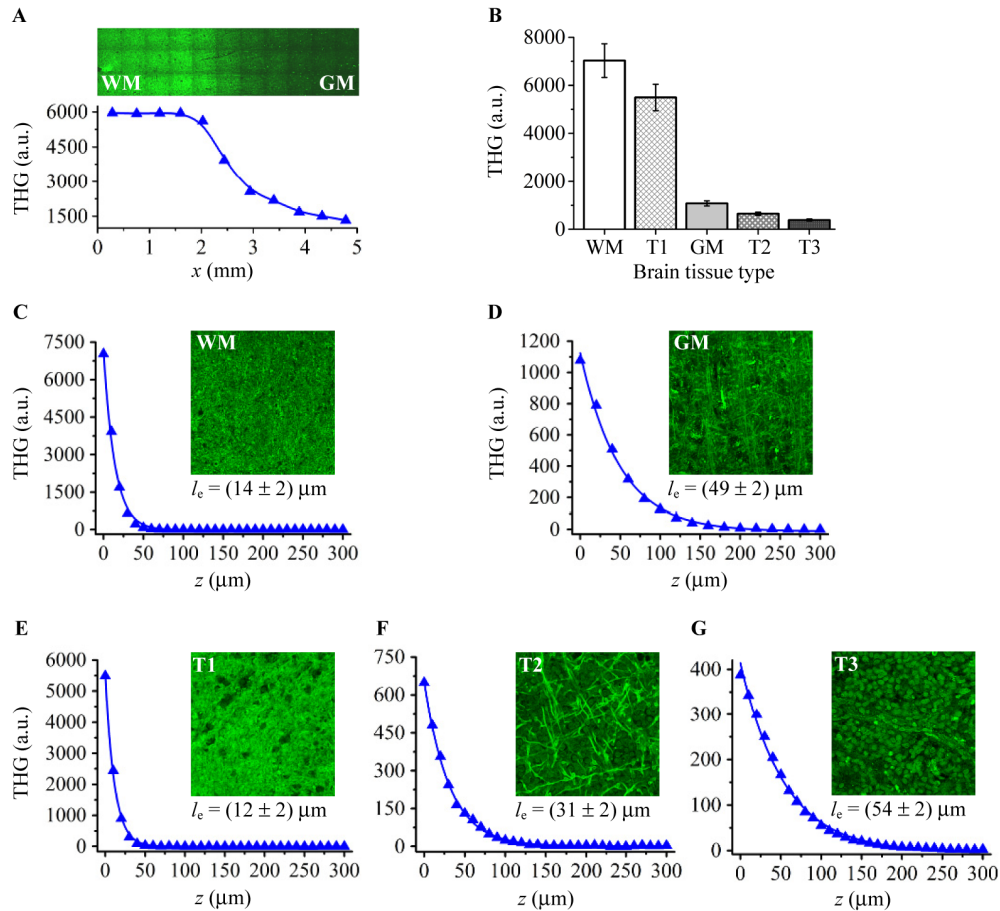 A
WM GM
6000
4500
3000
1500
THG (a.u.)
0 1 2 3 4 5
x (mm)
B
8000
6000
4000
2000
0
THG (a.u.)
WM T1 GM T2 T3
Brain tissue type
C
7500
6000
4500
3000
1500
0
THG (a.u.)
WM
lₑ = (14 ± 2) μm
0 50 100 150 200 250 300
z (μm)
D
1200
1000
800
600
400
200
0
THG (a.u.)
GM
lₑ = (49 ± 2) μm
0 50 100 150 200 250 300
z (μm)
E
6000
5000
4000
3000
2000
1000
0
THG (a.u.)
T1
lₑ = (12 ± 2) μm
0 50 100 150 200 250 300
z (μm)
F
750
600
450
300
150
0
T2
lₑ = (31 ± 2) μm
0 50 100 150 200 250 300
z (μm)
G
400
300
200
100
0
T3
lₑ = (54 ± 2) μm
0 50 100 150 200 250 300
z (μm)